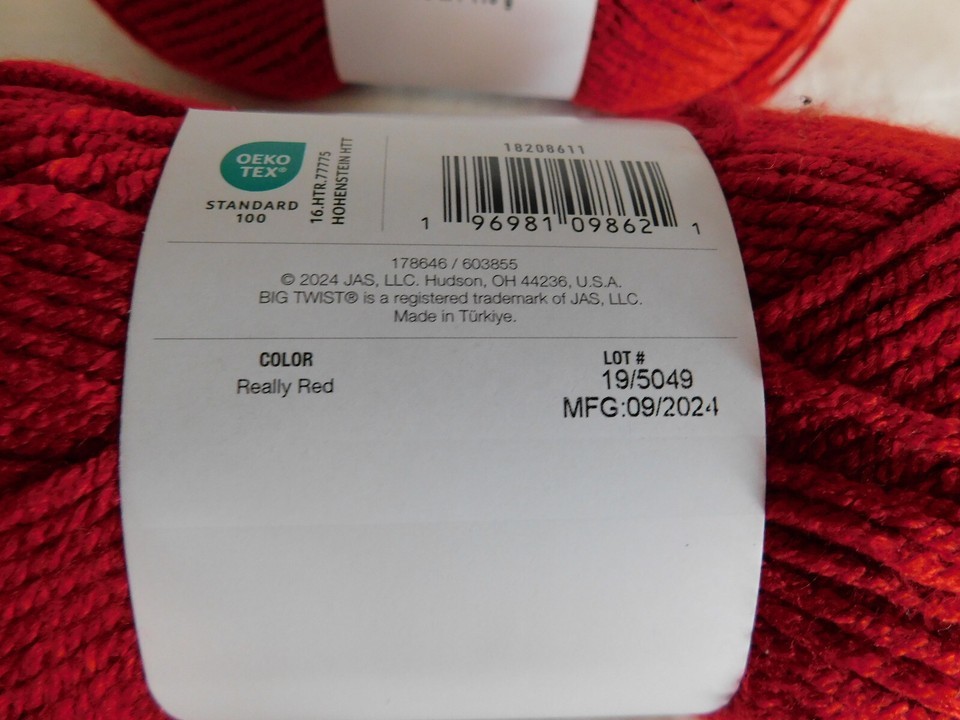 OEKO
TEX®
STANDARD
100
16.HTR.77775
HOHENSTEIN HTT
18208611
1 96981 09862 1
178646 / 603855
© 2024 JAS, LLC. Hudson, OH 44236, U.S.A.
BIG TWIST® is a registered trademark of JAS, LLC.
Made in Türkiye.
COLOR
Really Red
LOT #
19/5049
MFG:09/2024